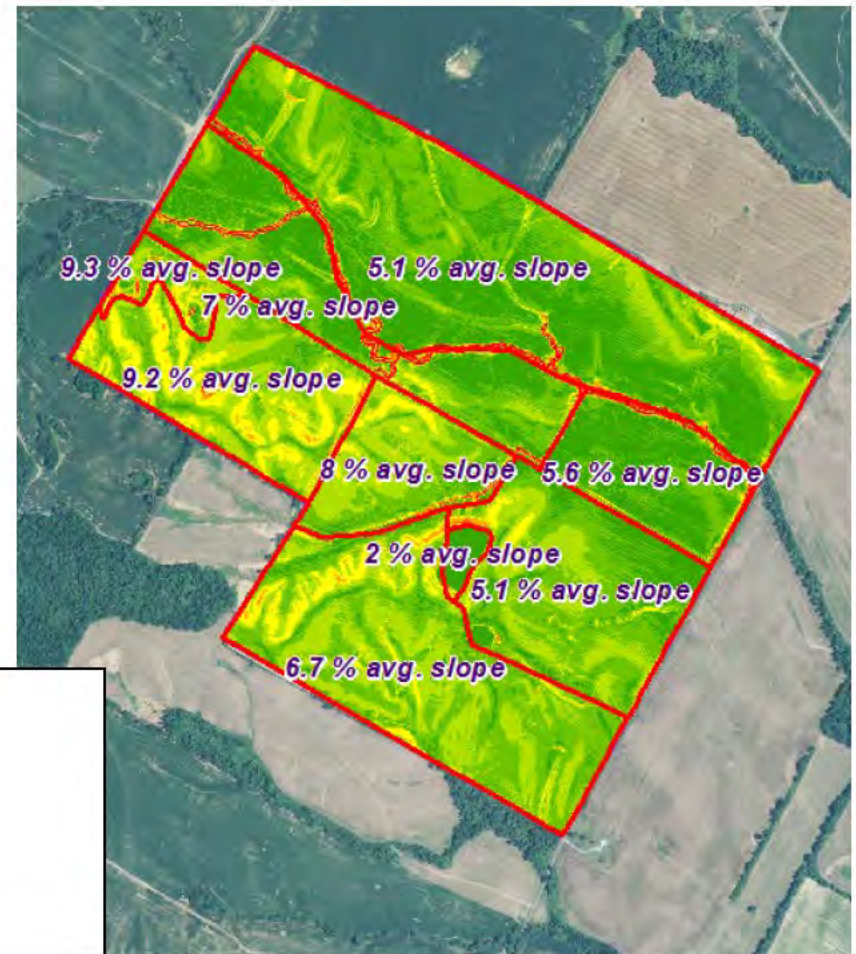 9.3 % avg. slope
5.1 % avg. slope
7 % avg. slope
9.2 % avg. slope
8 % avg. slope
5.6 % avg. slope
2 % avg. slope
5.1 % avg. slope
6.7 % avg. slope